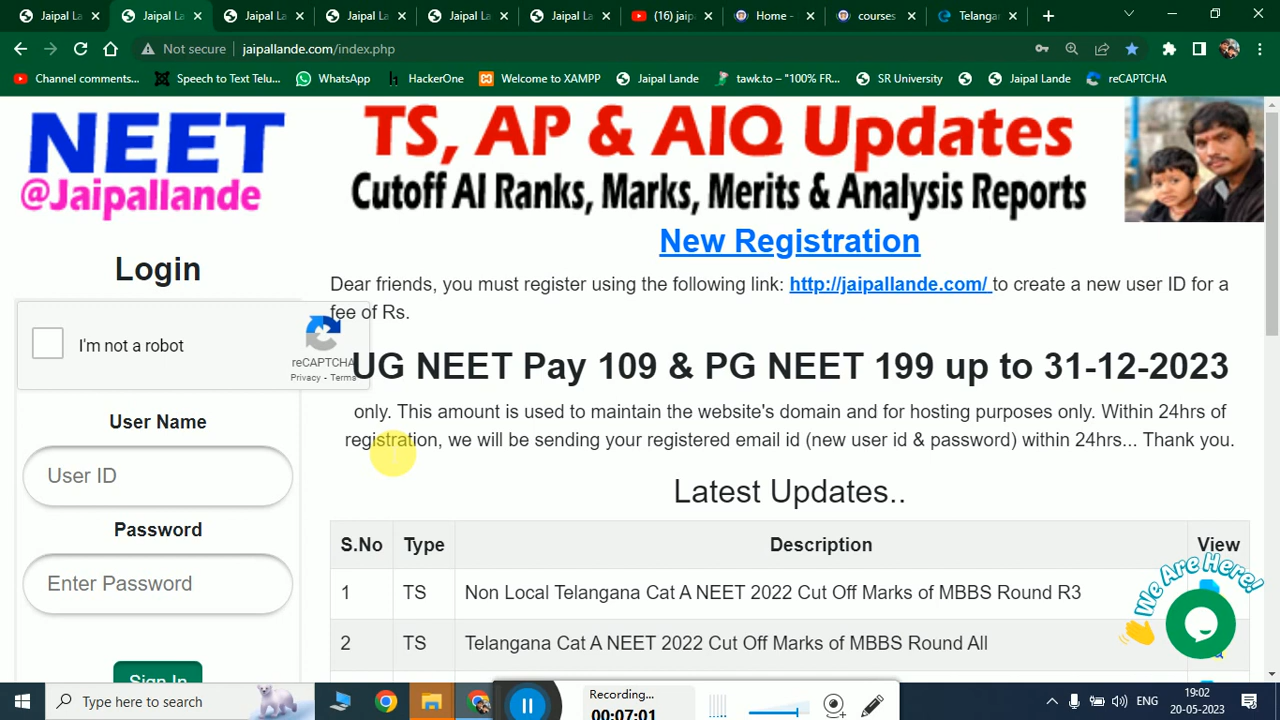 Jaipal La
Jaipal L
Jaipal La
Jaipal La
Jaipal La
Jaipal La
(16) jaip
Home -
courses
Telanga
Not secure
jaipallande.com/index.php
Channel comments...
Speech to Text Telu...
WhatsApp
HackerOne
Welcome to XAMPP
Jaipal Lande
tawk.to – "100% FR...
SR University
Jaipal Lande
reCAPTCHA
NEET
@Jaipallande
TS, AP & AIQ Updates
Cutoff AI Ranks, Marks, Merits & Analysis Reports
New Registration
Dear friends, you must register using the following link: http://jaipallande.com/ to create a new user ID for a
fee of Rs.
UG NEET Pay 109 & PG NEET 199 up to 31-12-2023
only. This amount is used to maintain the website's domain and for hosting purposes only. Within 24hrs of
registration, we will be sending your registered email id (new user id & password) within 24hrs... Thank you.
Login
I'm not a robot
reCAPTCHA
Privacy - Terms
User Name
User ID
Password
Enter Password
Sign In
Latest Updates..
S.No Type Description View
1 TS Non Local Telangana Cat A NEET 2022 Cut Off Marks of MBBS Round R3
2 TS Telangana Cat A NEET 2022 Cut Off Marks of MBBS Round All
We Are Here!
Type here to search
Recording...
00:07:01
ENG
19:02
20-05-2023